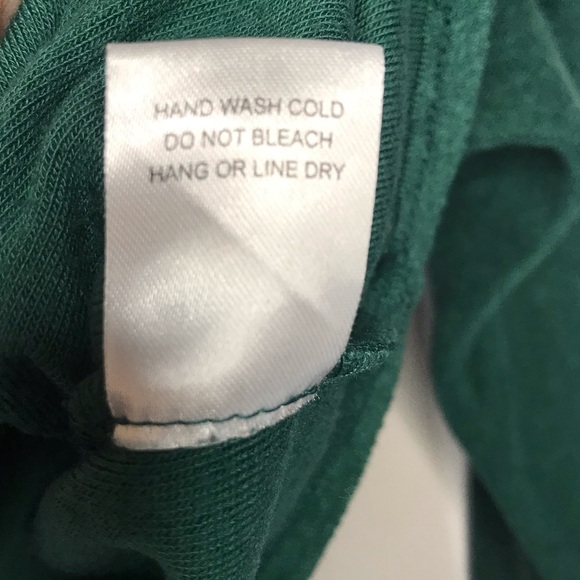 HAND WASH COLD
DO NOT BLEACH
HANG OR LINE DRY